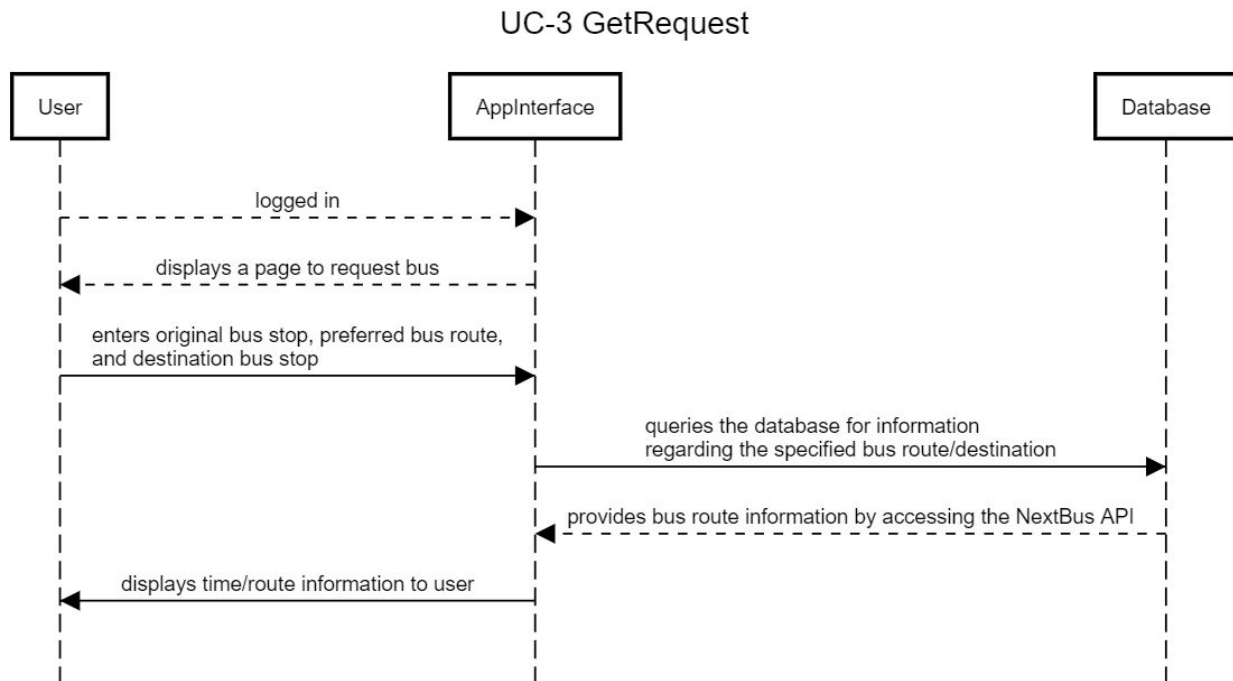 UC-3 GetRequest
User
AppInterface
Database
logged in
displays a page to request bus
enters original bus stop, preferred bus route,
and destination bus stop
queries the database for information
regarding the specified bus route/destination
provides bus route information by accessing the NextBus API
displays time/route information to user